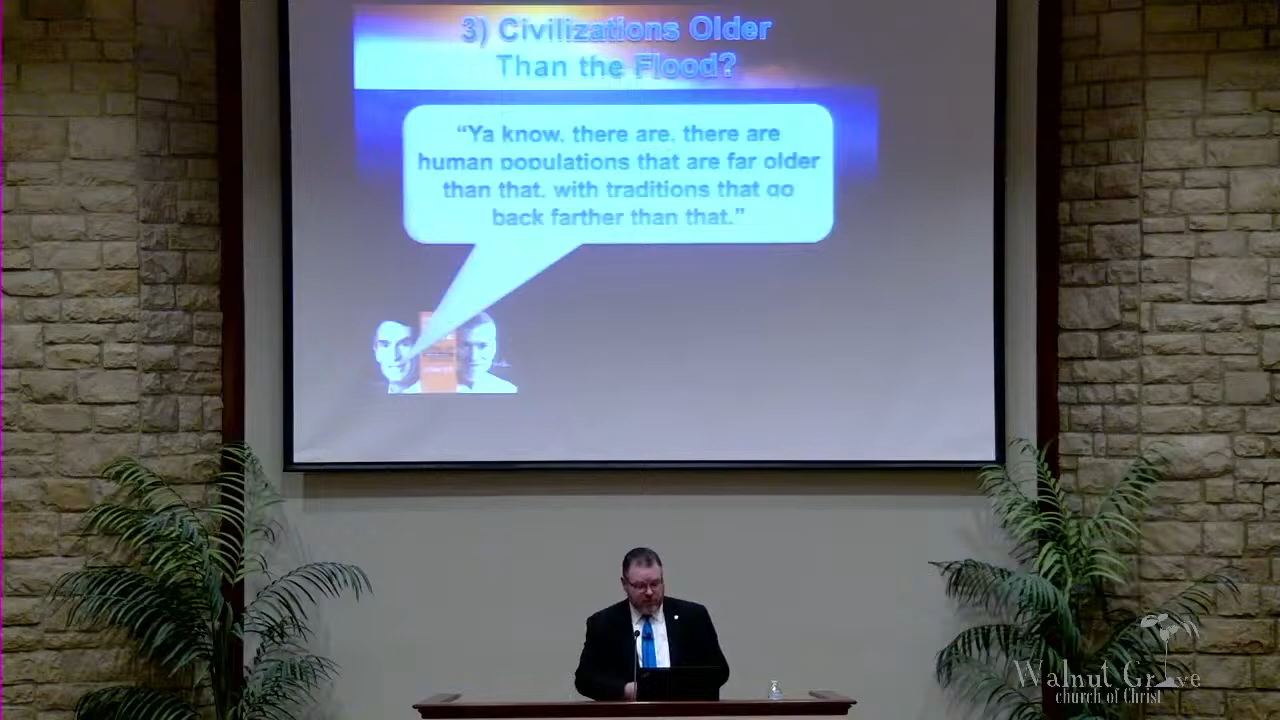 3) Civilizations Older
Than the Flood?
“Ya know, there are, there are
human populations that are far older
than that, with traditions that go
back farther than that.”
Walnut Grove
church of Christ